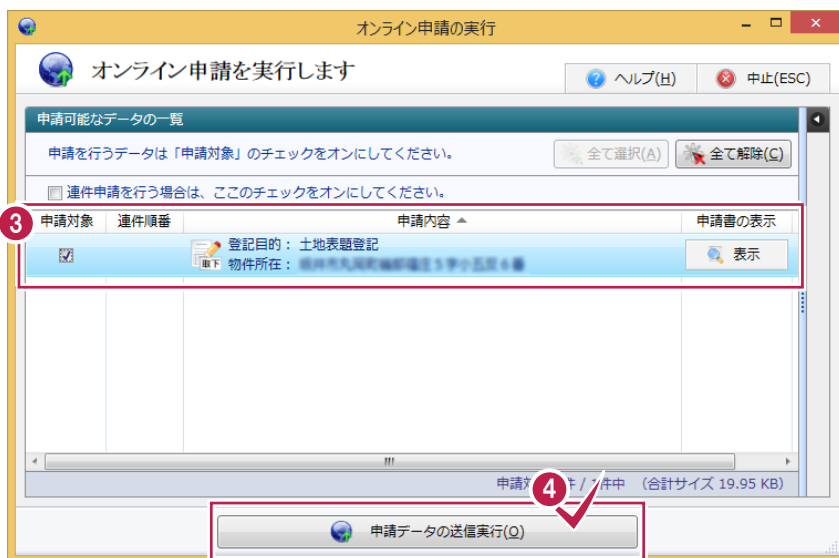 オンライン申請の実行
オンライン申請を実行します
ヘルプ(H)
中止(ESC)
申請可能なデータの一覧
申請を行うデータは「申請対象」のチェックをオンにしてください。
全て選択(A)
全て解除(C)
連件申請を行う場合は、ここのチェックをオンにしてください。
3
申請対象 連件順番 申請内容 申請書の表示
取下 登記目的： 土地表題登記
物件所在：
表示
申請 件中 （合計サイズ 19.95 KB）
4
申請データの送信実行(O)